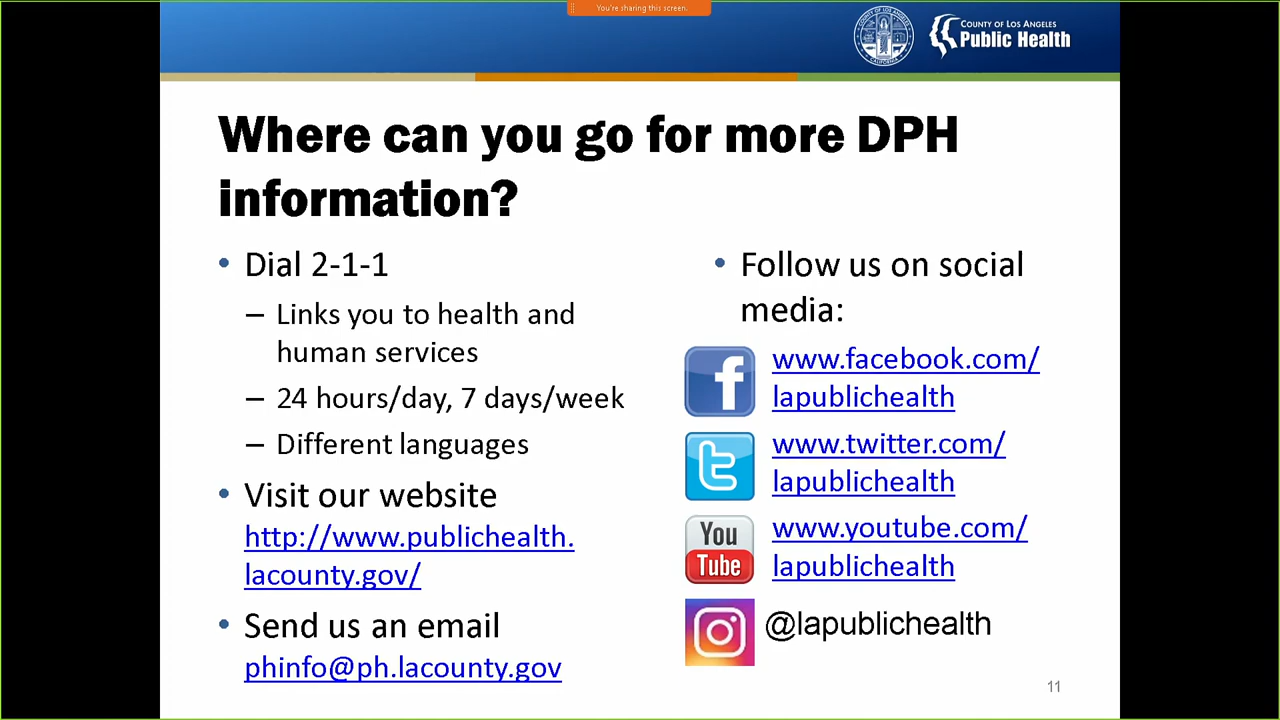 You're sharing this screen.
COUNTY OF LOS ANGELES
Public Health
Where can you go for more DPH
information?
• Dial 2-1-1
– Links you to health and
human services
– 24 hours/day, 7 days/week
– Different languages
• Visit our website
http://www.publichealth.
lacounty.gov/
• Send us an email
phinfo@ph.lacounty.gov
• Follow us on social
media:
www.facebook.com/
lapublichealth
www.twitter.com/
lapublichealth
You
Tube
www.youtube.com/
lapublichealth
@lapublichealth
11